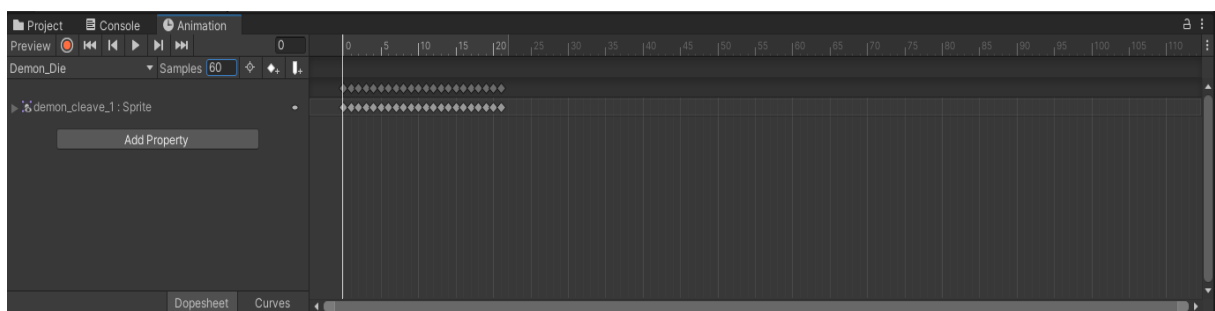 Project Console Animation
Preview 0 0 5 10 15 20 25 30 35 40 45 50 55 60 65 70 75 80 85 90 95 100 105 110
Demon_Die Samples 60
demon_cleave_1 : Sprite
Add Property
Dopesheet Curves